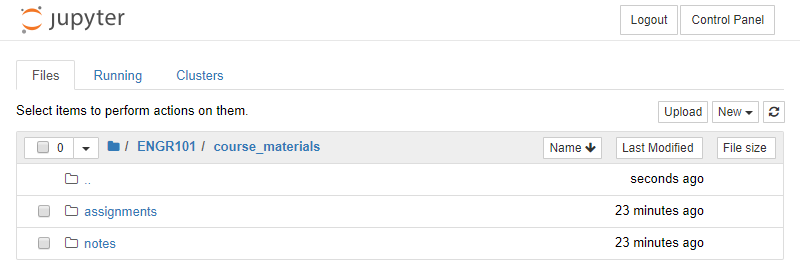 jupyter Logout Control Panel
Files Running Clusters
Select items to perform actions on them. Upload New
0 / ENGR101 / course_materials Name Last Modified File size
.. seconds ago
assignments 23 minutes ago
notes 23 minutes ago